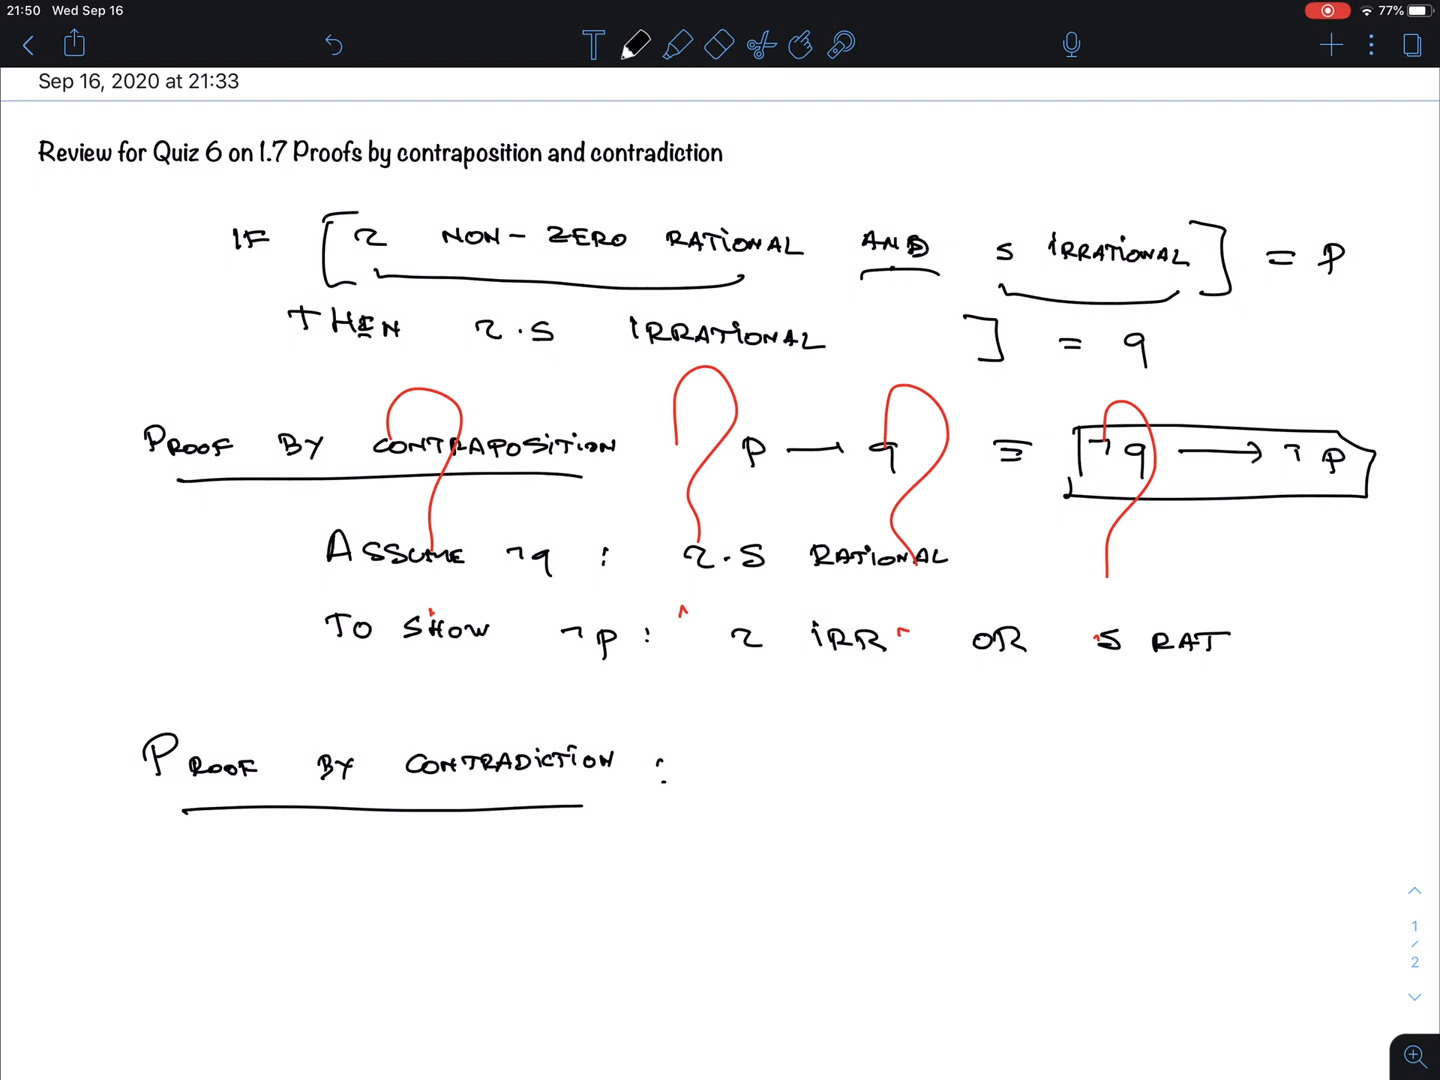 21:50 Wed Sep 16 77%
Sep 16, 2020 at 21:33
Review for Quiz 6 on 1.7 Proofs by contraposition and contradiction
IF [ r NON-ZERO RATIONAL AND s IRRATIONAL ] = P
THEN r·s IRRATIONAL ] = q
PROOF BY CONTRAPOSITION P → q ≡ ¬q → ¬P
ASSUME ¬q : r·s RATIONAL
TO SHOW ¬p : r IRR OR s RAT
PROOF BY CONTRADICTION :
1
/
2